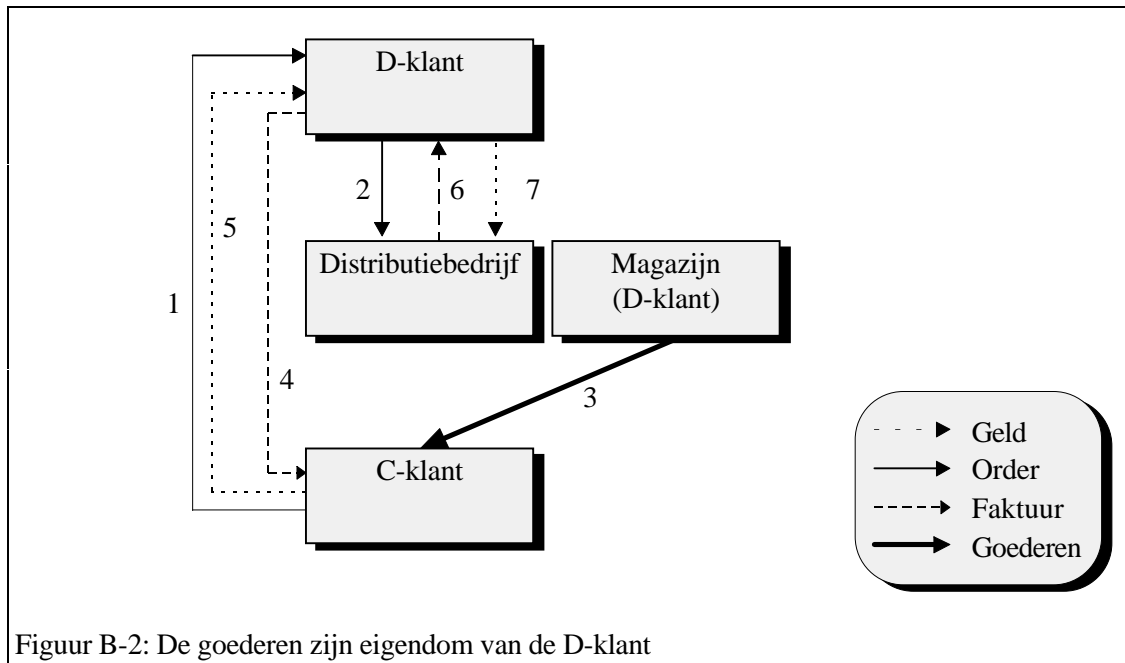 D-klant
2
6
7
5
Distributiebedrijf
Magazijn
(D-klant)
1
4
3
C-klant
Geld
Order
Faktuur
Goederen
Figuur B-2: De goederen zijn eigendom van de D-klant